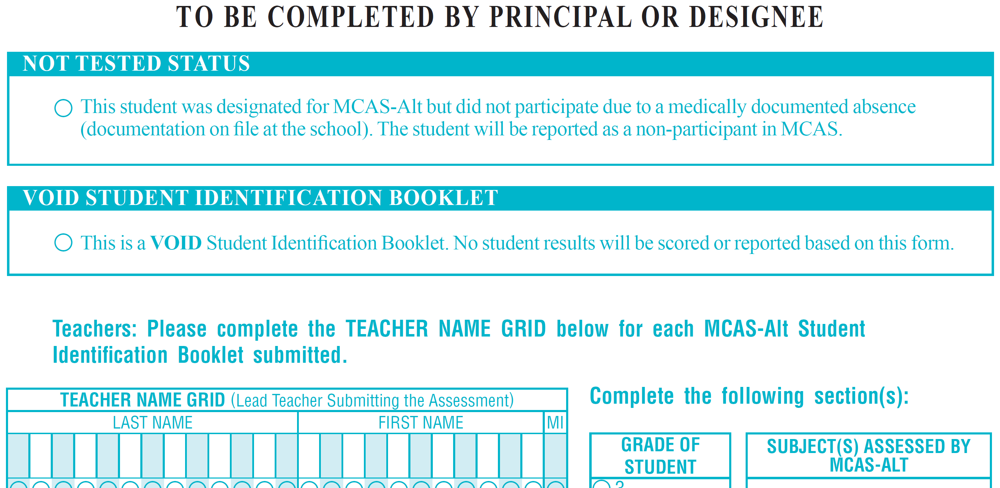 TO BE COMPLETED BY PRINCIPAL OR DESIGNEE
NOT TESTED STATUS
This student was designated for MCAS-Alt but did not participate due to a medically documented absence
(documentation on file at the school). The student will be reported as a non-participant in MCAS.
VOID STUDENT IDENTIFICATION BOOKLET
This is a VOID Student Identification Booklet. No student results will be scored or reported based on this form.
Teachers: Please complete the TEACHER NAME GRID below for each MCAS-Alt Student
Identification Booklet submitted.
TEACHER NAME GRID (Lead Teacher Submitting the Assessment)
LAST NAME
FIRST NAME
MI
Complete the following section(s):
GRADE OF
STUDENT
SUBJECT(S) ASSESSED BY
MCAS-ALT